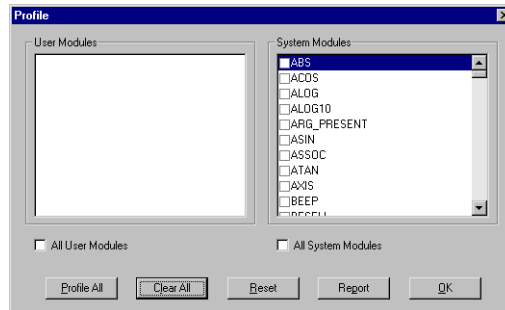 Profile
User Modules
System Modules
ABS
ACOS
ALOG
ALOG10
ARG_PRESENT
ASIN
ASSOC
ATAN
AXIS
BEEP
All User Modules
All System Modules
Profile All
Clear All
Reset
Report
OK